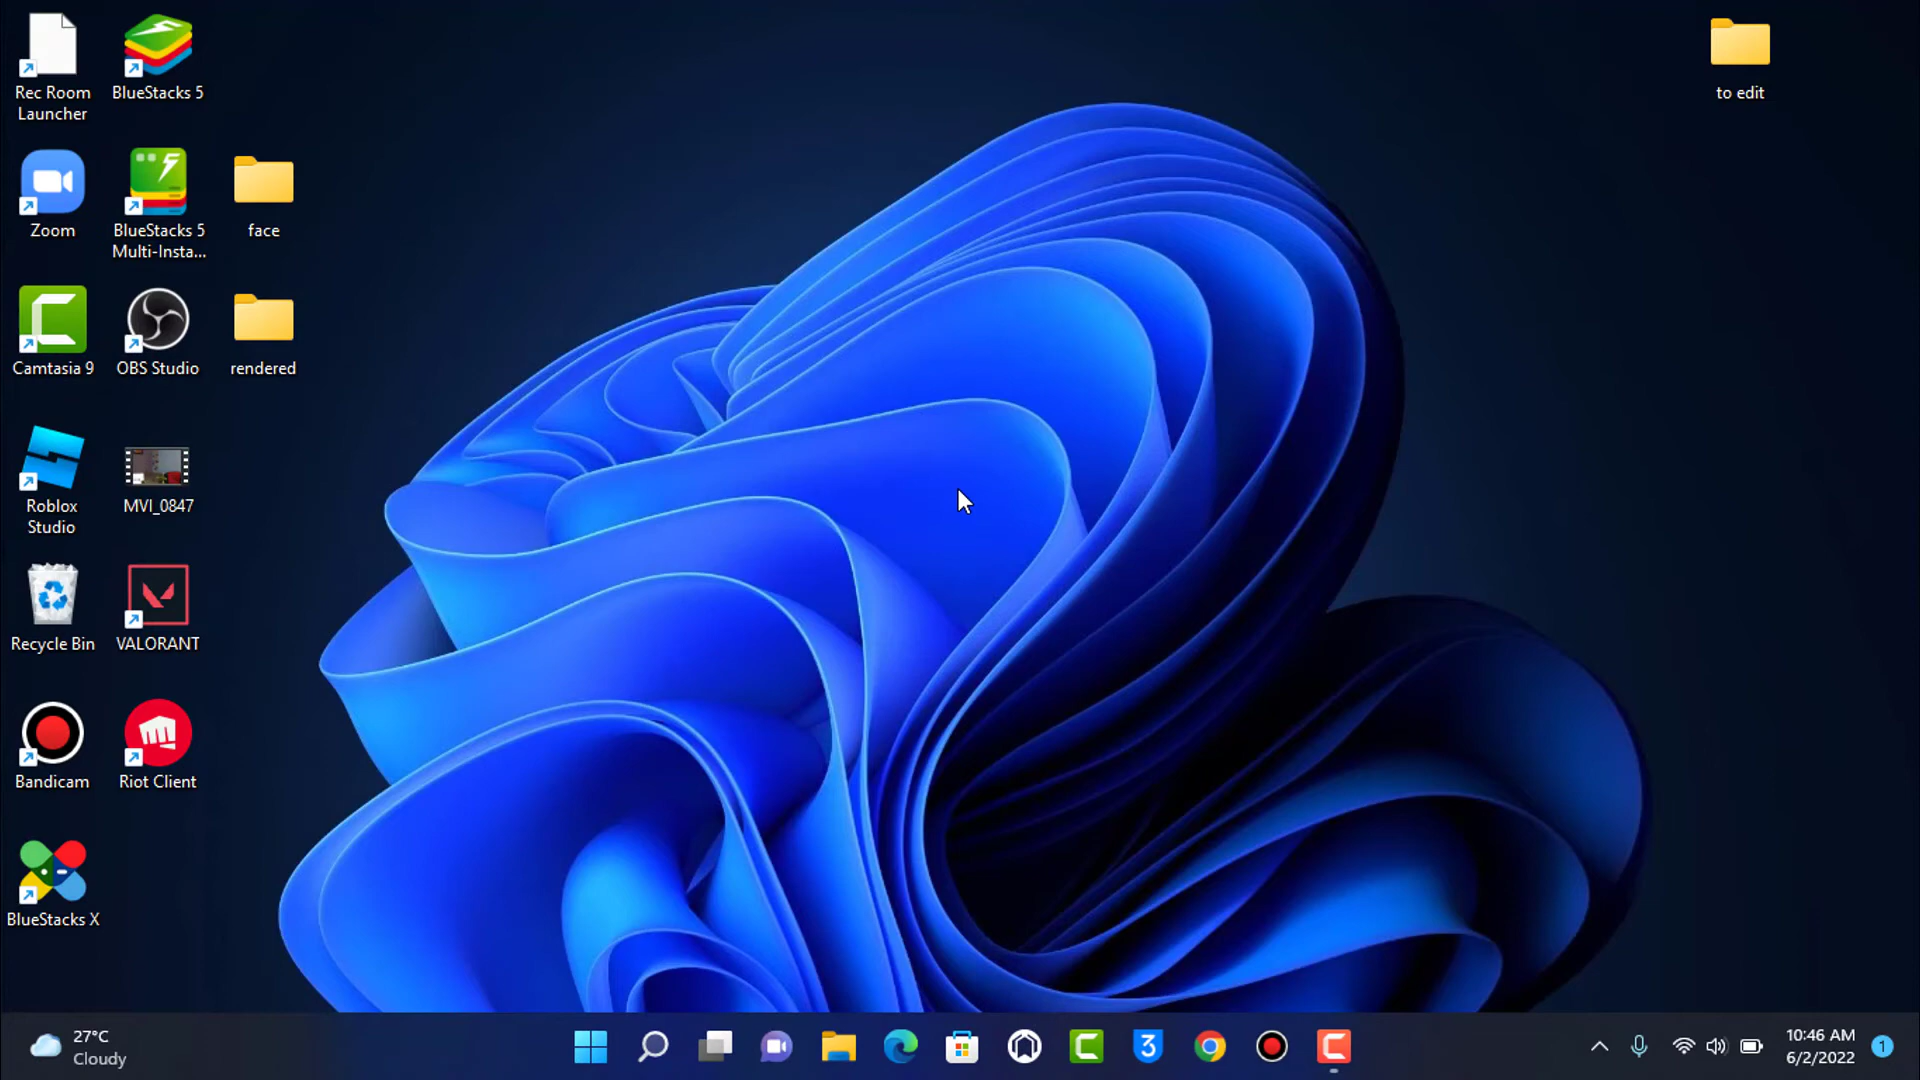 Rec Room
Launcher
BlueStacks 5
to edit
Zoom
BlueStacks 5
Multi-Insta...
face
Camtasia 9
OBS Studio
rendered
Roblox
Studio
MVI_0847
Recycle Bin
VALORANT
Bandicam
Riot Client
BlueStacks X
27°C
Cloudy
3
10:46 AM
6/2/2022
1